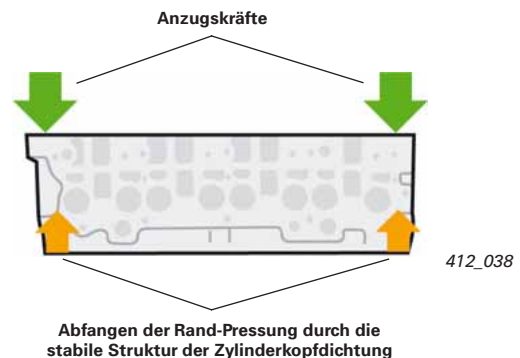 Anzugskräfte
412_038
Abfangen der Rand-Pressung durch die
stabile Struktur der Zylinderkopfdichtung